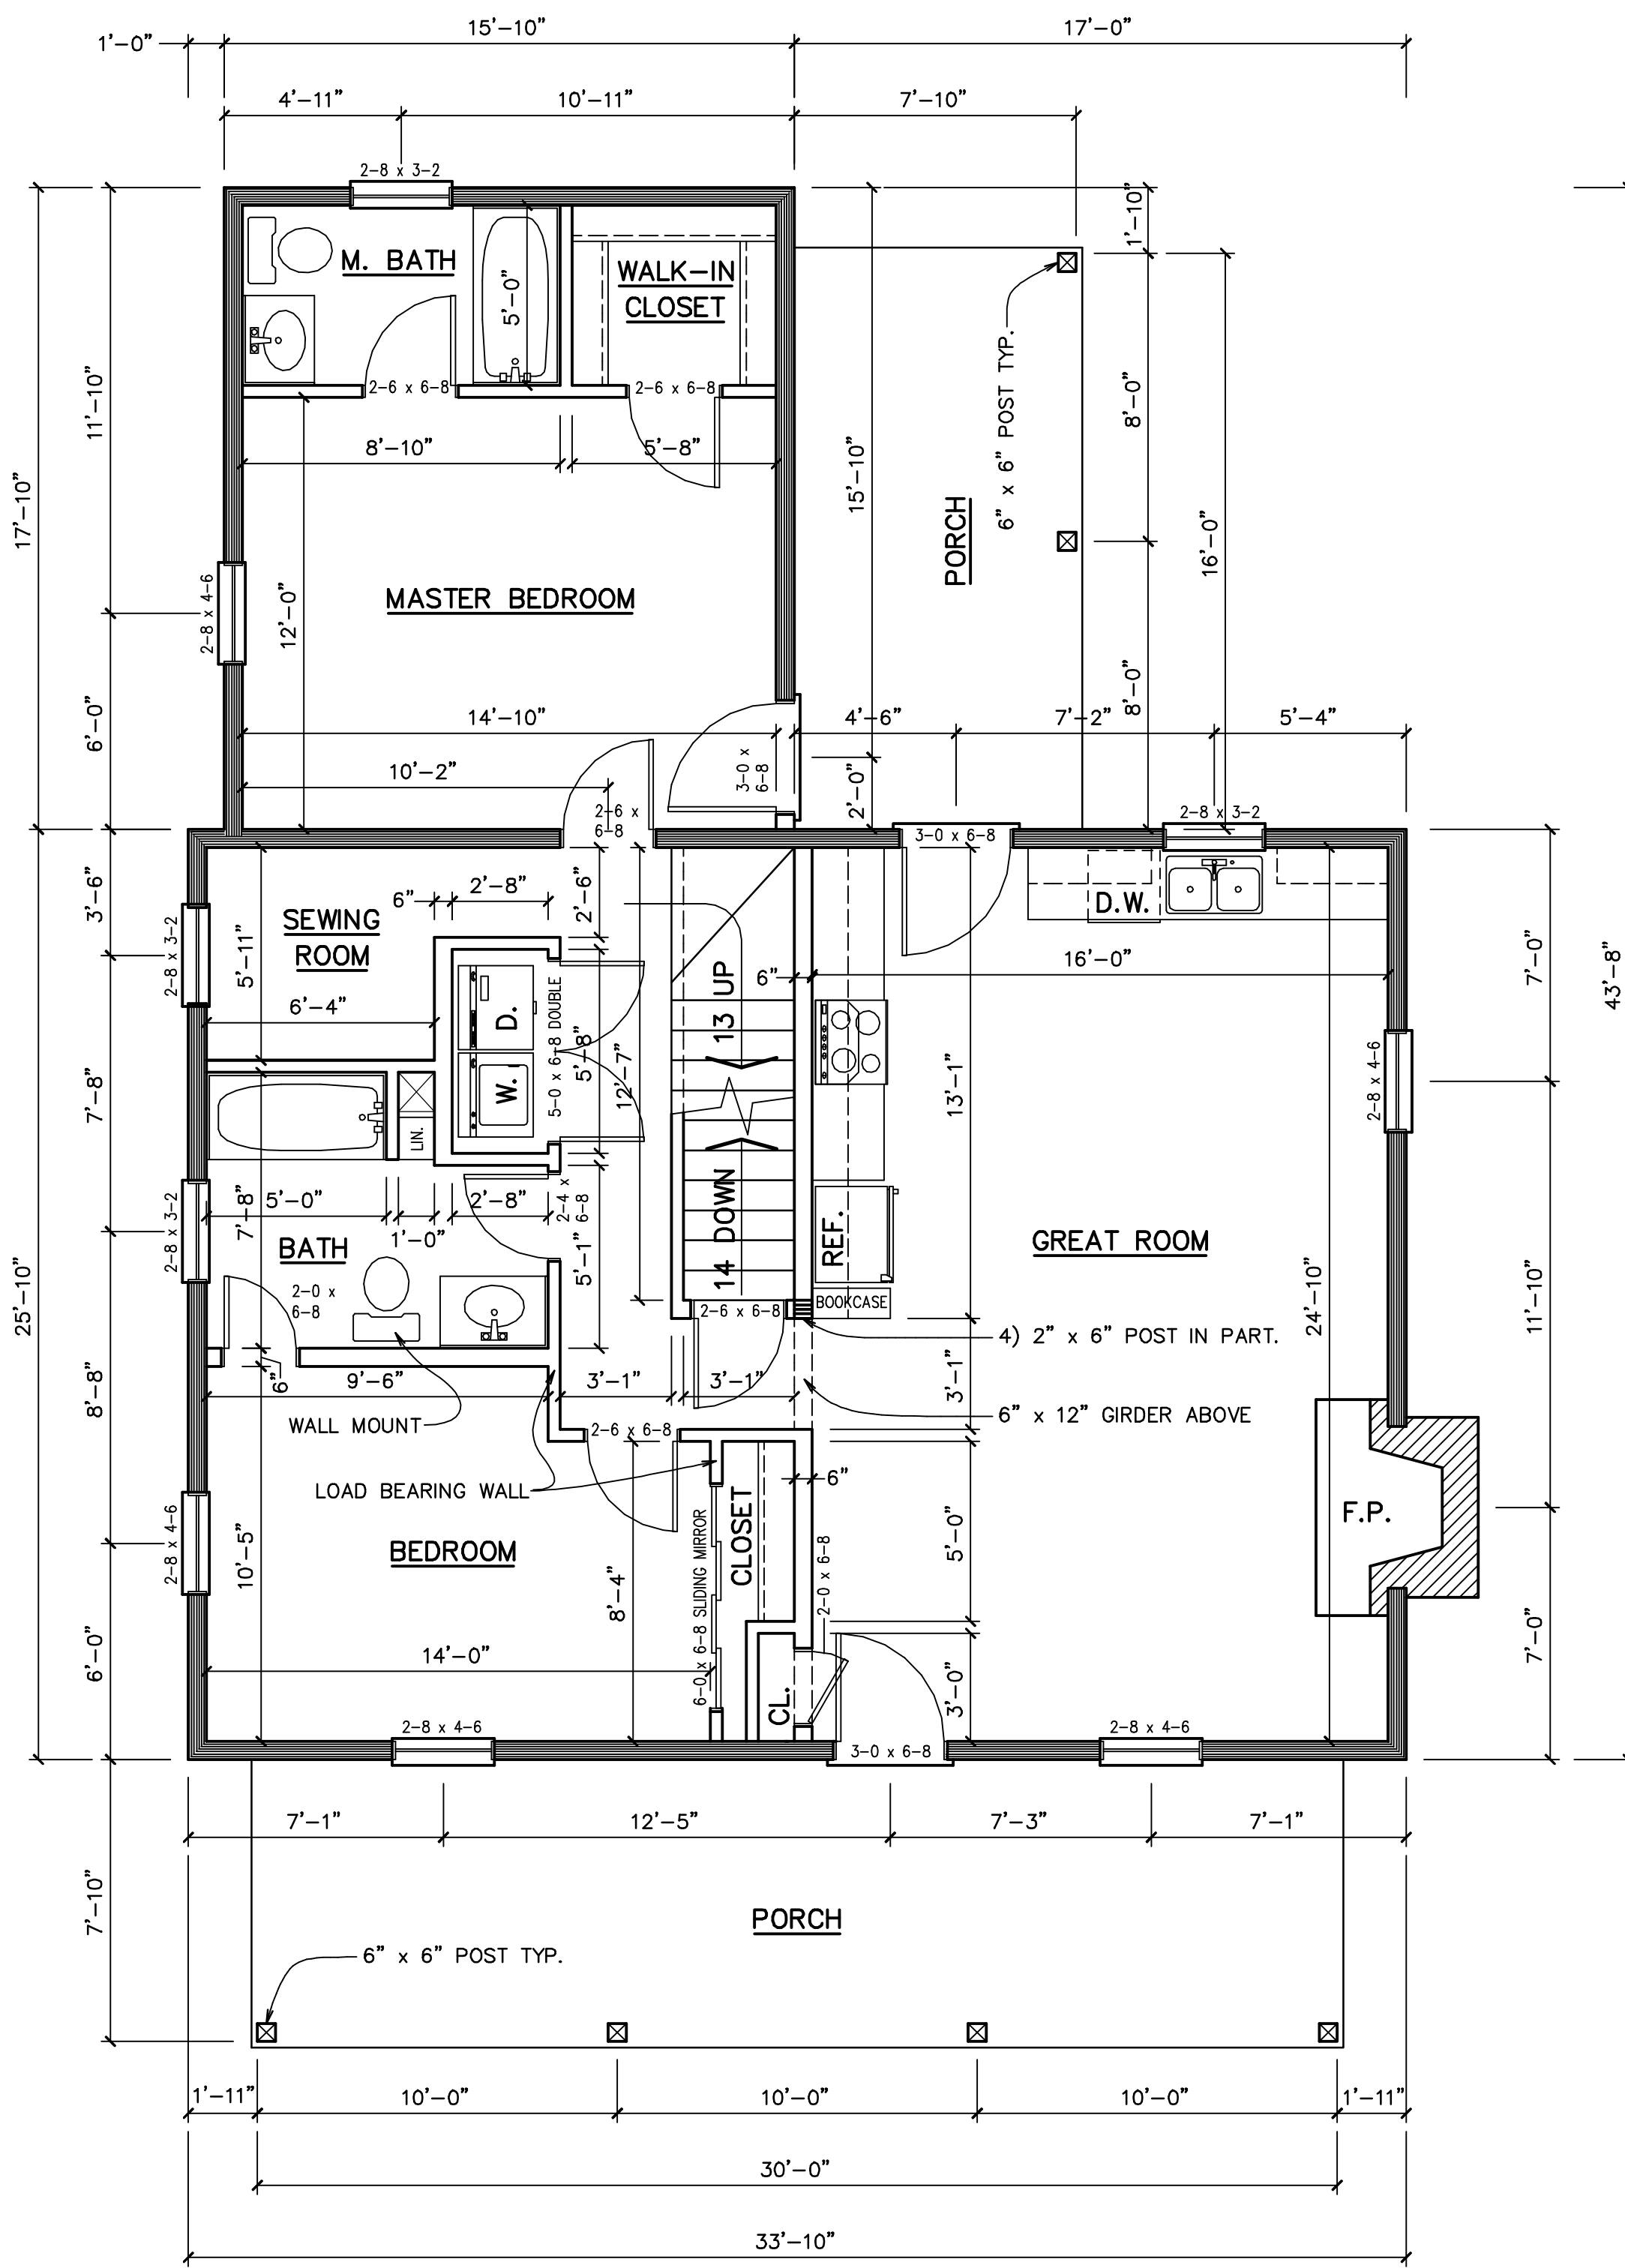 15'-10"
17'-0"
1'-0"
4'-11"
10'-11"
7'-10"
2-8 x 3-2
1'-10"
M. BATH
WALK-IN
CLOSET
5'-0"
6" x 6" POST TYP.
2-6 x 6-8
2-6 x 6-8
11'-10"
8'-0"
8'-10"
5'-8"
15'-10"
17'-10"
PORCH
16'-0"
2-8 x 4-6
12'-0"
MASTER BEDROOM
6'-0"
8'-0"
14'-10"
4'-6"
7'-2"
5'-4"
10'-2"
3-0 x
6-8
2'-0"
2-6 x
6-8
3-0 x 6-8
2-8 x 3-2
3'-6"
6"
2'-8"
2'-6"
D.W.
SEWING
ROOM
2-8 x 3-2
5'-11"
16'-0"
7'-0"
43'-8"
6'-4"
D.
5-0 x 6-8 DOUBLE
5'-8"
12'-7"
13 UP
6"
7'-8"
W.
13'-1"
2-8 x 4-6
LIN.
5'-0"
7'-8"
1'-0"
2'-8"
2-4 x
6-8
2-8 x 3-2
BATH
5'-1"
14 DOWN
REF.
GREAT ROOM
25'-10"
2-0 x
6-8
2-6 x 6-8
BOOKCASE
24'-10"
11'-10"
4) 2" x 6" POST IN PART.
6"
9'-6"
3'-1"
3'-1"
3'-1"
8'-8"
WALL MOUNT
6" x 12" GIRDER ABOVE
2-6 x 6-8
LOAD BEARING WALL
6"
CLOSET
F.P.
2-8 x 4-6
10'-5"
BEDROOM
5'-0"
8'-4"
6-0 x 6-8 SLIDING MIRROR
2-0 x 6-8
6'-0"
14'-0"
7'-0"
3'-0"
CL.
2-8 x 4-6
3-0 x 6-8
2-8 x 4-6
7'-1"
12'-5"
7'-3"
7'-1"
7'-10"
PORCH
6" x 6" POST TYP.
1'-11"
10'-0"
10'-0"
10'-0"
1'-11"
30'-0"
33'-10"